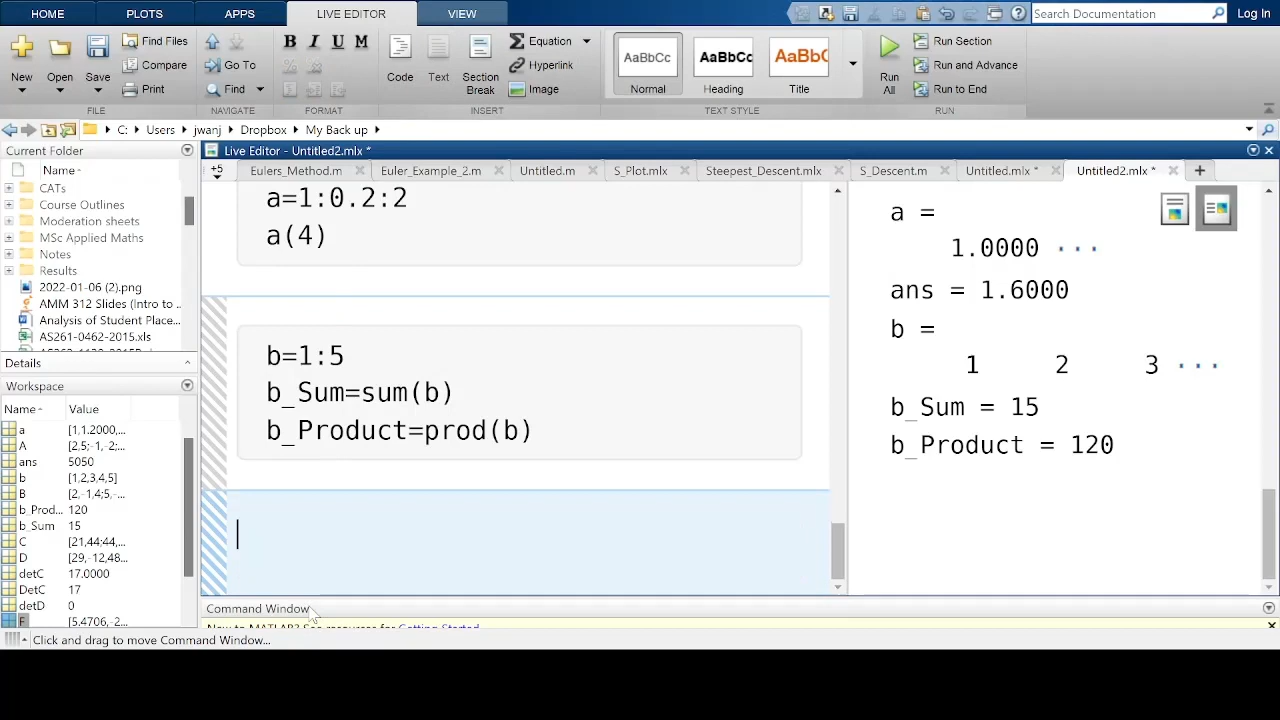 HOME PLOTS APPS LIVE EDITOR VIEW Search Documentation Log In
New Open Save Find Files Compare Print
FILE
Go To Find
NAVIGATE
B I U M
FORMAT
Code Text Section Break Equation Hyperlink Image
INSERT
AaBbCc Normal AaBbCc Heading AaBbC Title
TEXT STYLE
Run All Run Section Run and Advance Run to End
RUN
C: Users jwanj Dropbox My Back up
Current Folder
Name
CATs
Course Outlines
Moderation sheets
MSc Applied Maths
Notes
Results
2022-01-06 (2).png
AMM 312 Slides (Intro to
Analysis of Student Place...
AS261-0462-2015.xls
Details
Workspace
Name Value
a [1,1.2000,...
A [2.5;-1,-2;...
ans 5050
b [1,2,3,4,5]
B [2,-1.4;5,-...
b_Prod... 120
b_Sum 15
C [21,44;44,...
D [29,-12,48...
detC 17.0000
DetC 17
detD 0
F [5.4706,-2...
Live Editor - Untitled2.mlx *
+5 Eulers_Method.m Euler_Example_2 Untitled.m S_Plot.mlx Steepest_Descent.mlx S_Descent.m Untitled.mlx * Untitled2.mlx *
a=1:0.2:2
a(4)
b=1:5
b_Sum=sum(b)
b_Product=prod(b)
a =
1.0000 ···
ans = 1.6000
b =
1 2 3 ···
b_Sum = 15
b_Product = 120
Command Window
New to MATLAB? See resources for Getting Started.
Click and drag to move Command Window...